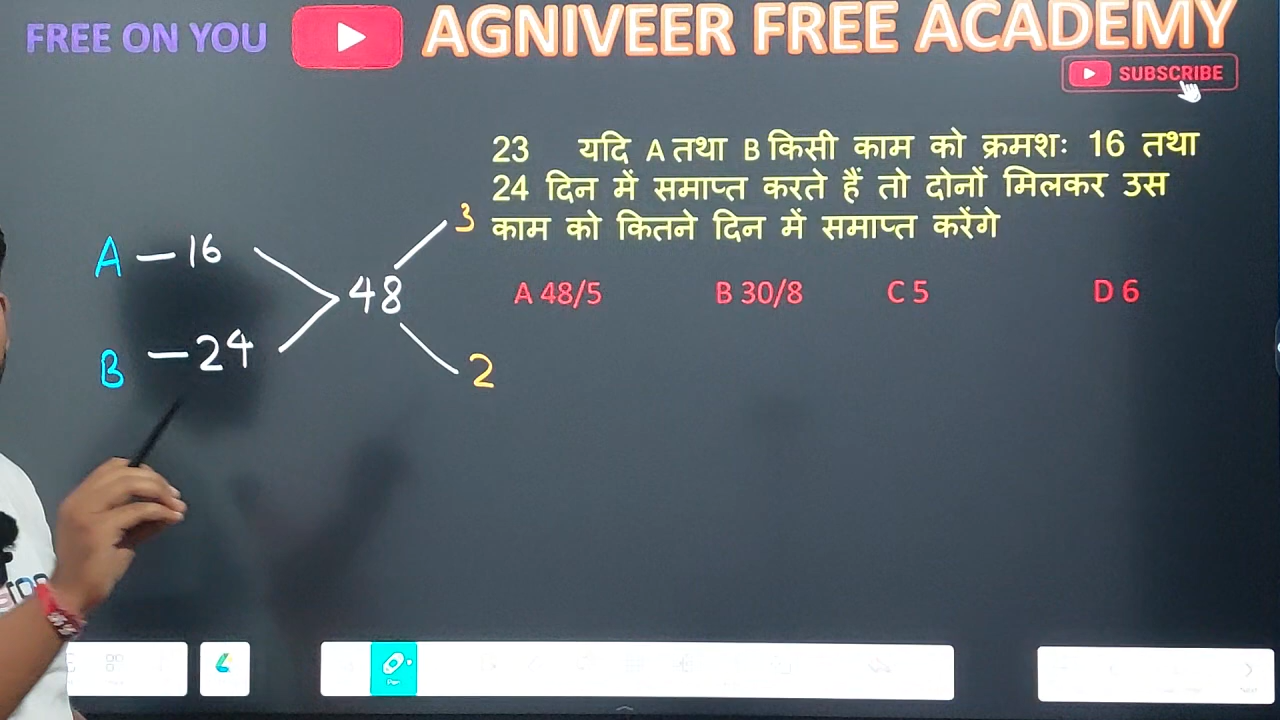 FREE ON YOU
AGNIVEER FREE ACADEMY
SUBSCRIBE
23 यदि A तथा B किसी काम को क्रमशः 16 तथा
24 दिन में समाप्त करते हैं तो दोनों मिलकर उस
काम को कितने दिन में समाप्त करेंगे
A 48/5 B 30/8 C 5 D 6
A — 16
B — 24
48
3
2